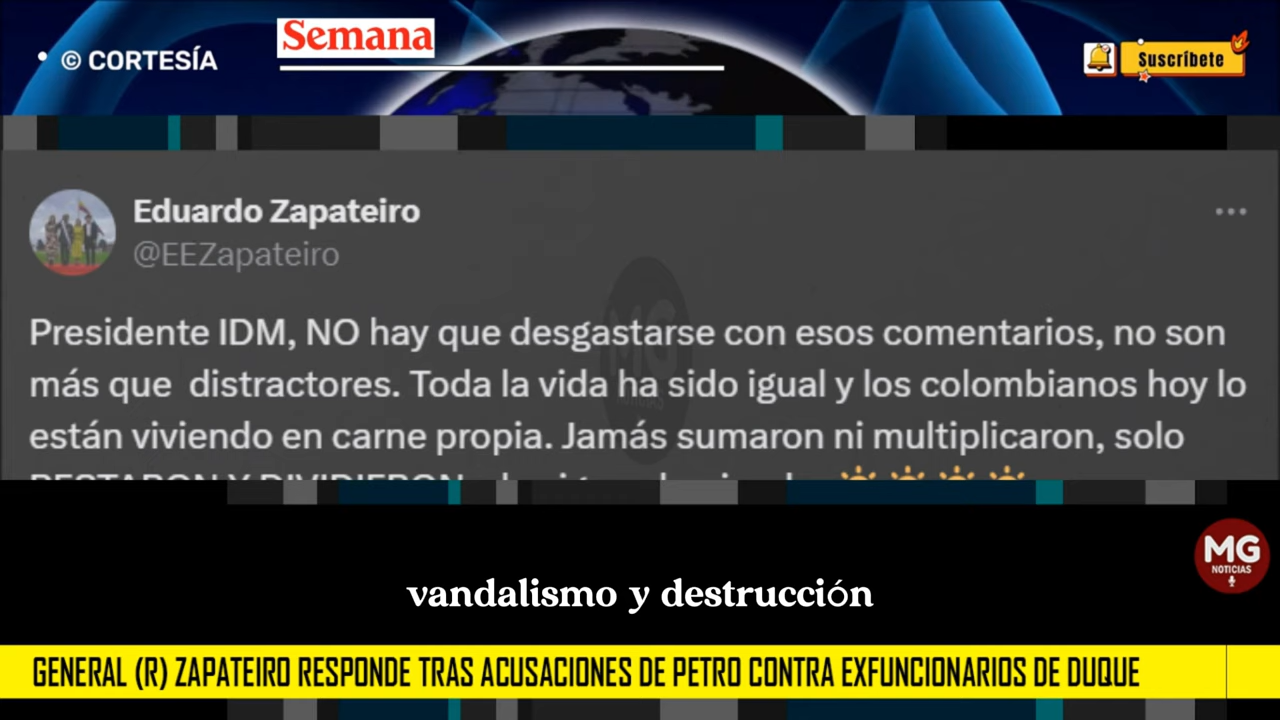 Semana
© CORTESÍA
Suscríbete
Eduardo Zapateiro
@EEZapateiro
Presidente IDM, NO hay que desgastarse con esos comentarios, no son
más que distractores. Toda la vida ha sido igual y los colombianos hoy lo
están viviendo en carne propia. Jamás sumaron ni multiplicaron, solo
RESTARON Y DIVIDIERON
MG
NOTICIAS
vandalismo y destrucción
GENERAL (R) ZAPATEIRO RESPONDE TRAS ACUSACIONES DE PETRO CONTRA EXFUNCIONARIOS DE DUQUE